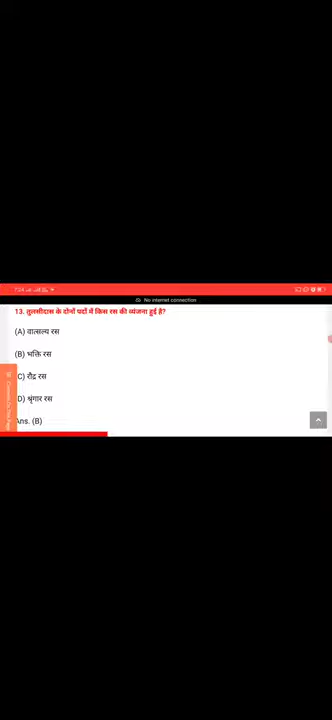 No internet connection
13. तुलसीदास के दोनों पदों में किस रस की व्यंजना हुई है?
(A) वात्सल्य रस
(B) भक्ति रस
C) रौद्र रस
D) श्रृंगार रस
Ans. (B)